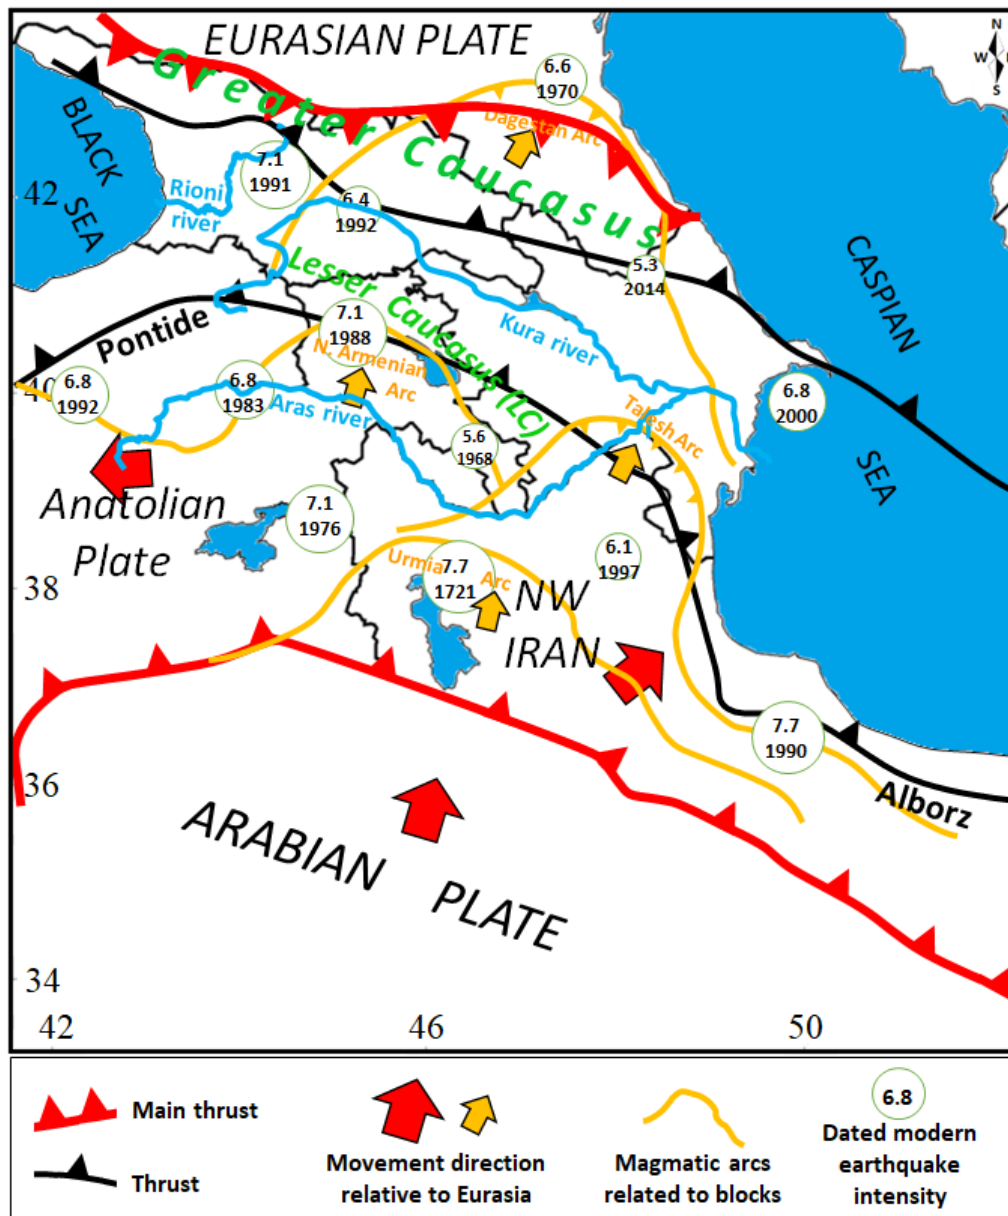 EURASIAN PLATE
N
W
S
Greater Caucasus
6.6
1970
Dagestan Arc
BLACK
SEA
7.1
1991
42
Rioni
river
6.4
1992
CASPIAN
SEA
5.3
2014
Lesser Caucasus (LC)
Kura river
Pontide
7.1
1988
N. Armenian
Arc
40
6.8
1992
6.8
1983
Aras river
6.8
2000
Talesh Arc
5.6
1968
Anatolian
Plate
7.1
1976
6.1
1997
38
Urmia Arc
7.7
1721
NW
IRAN
7.7
1990
36
Alborz
ARABIAN PLATE
34
42
46
50
Main thrust
Thrust
Movement direction
relative to Eurasia
Magmatic arcs
related to blocks
6.8
Dated modern
earthquake
intensity